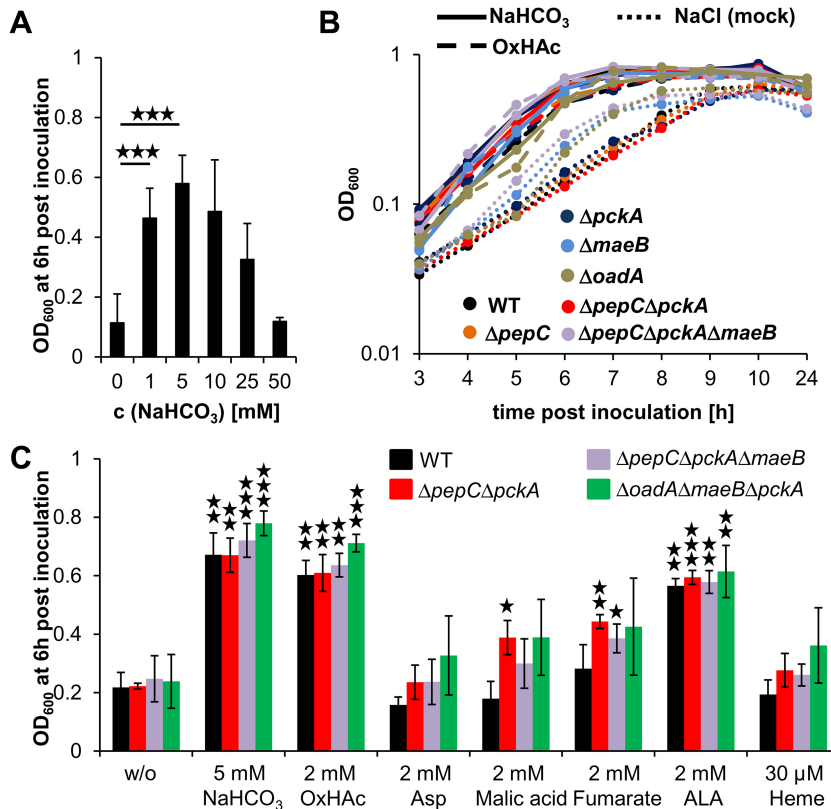 A
OD600 at 6h post inoculation
1
0.8
0.6
0.4
0.2
0
★★★
★★★
0 1 5 10 25 50
c (NaHCO3) [mM]
B
NaHCO3 NaCl (mock)
OxHAc
OD600
1
0.1
0.01
ΔpckA
ΔmaeB
ΔoadA
WT ΔpepCΔpckA
ΔpepC ΔpepCΔpckAΔmaeB
3 4 5 6 7 8 9 10 24
time post inoculation [h]
C
WT ΔpepCΔpckAΔmaeB
ΔpepCΔpckA ΔoadAΔmaeBΔpckA
OD600 at 6h post inoculation
1
0.8
0.6
0.4
0.2
0
w/o 5 mM 2 mM 2 mM 2 mM 2 mM 2 mM 30 µM
NaHCO3 OxHAc Asp Malic acid Fumarate ALA Heme